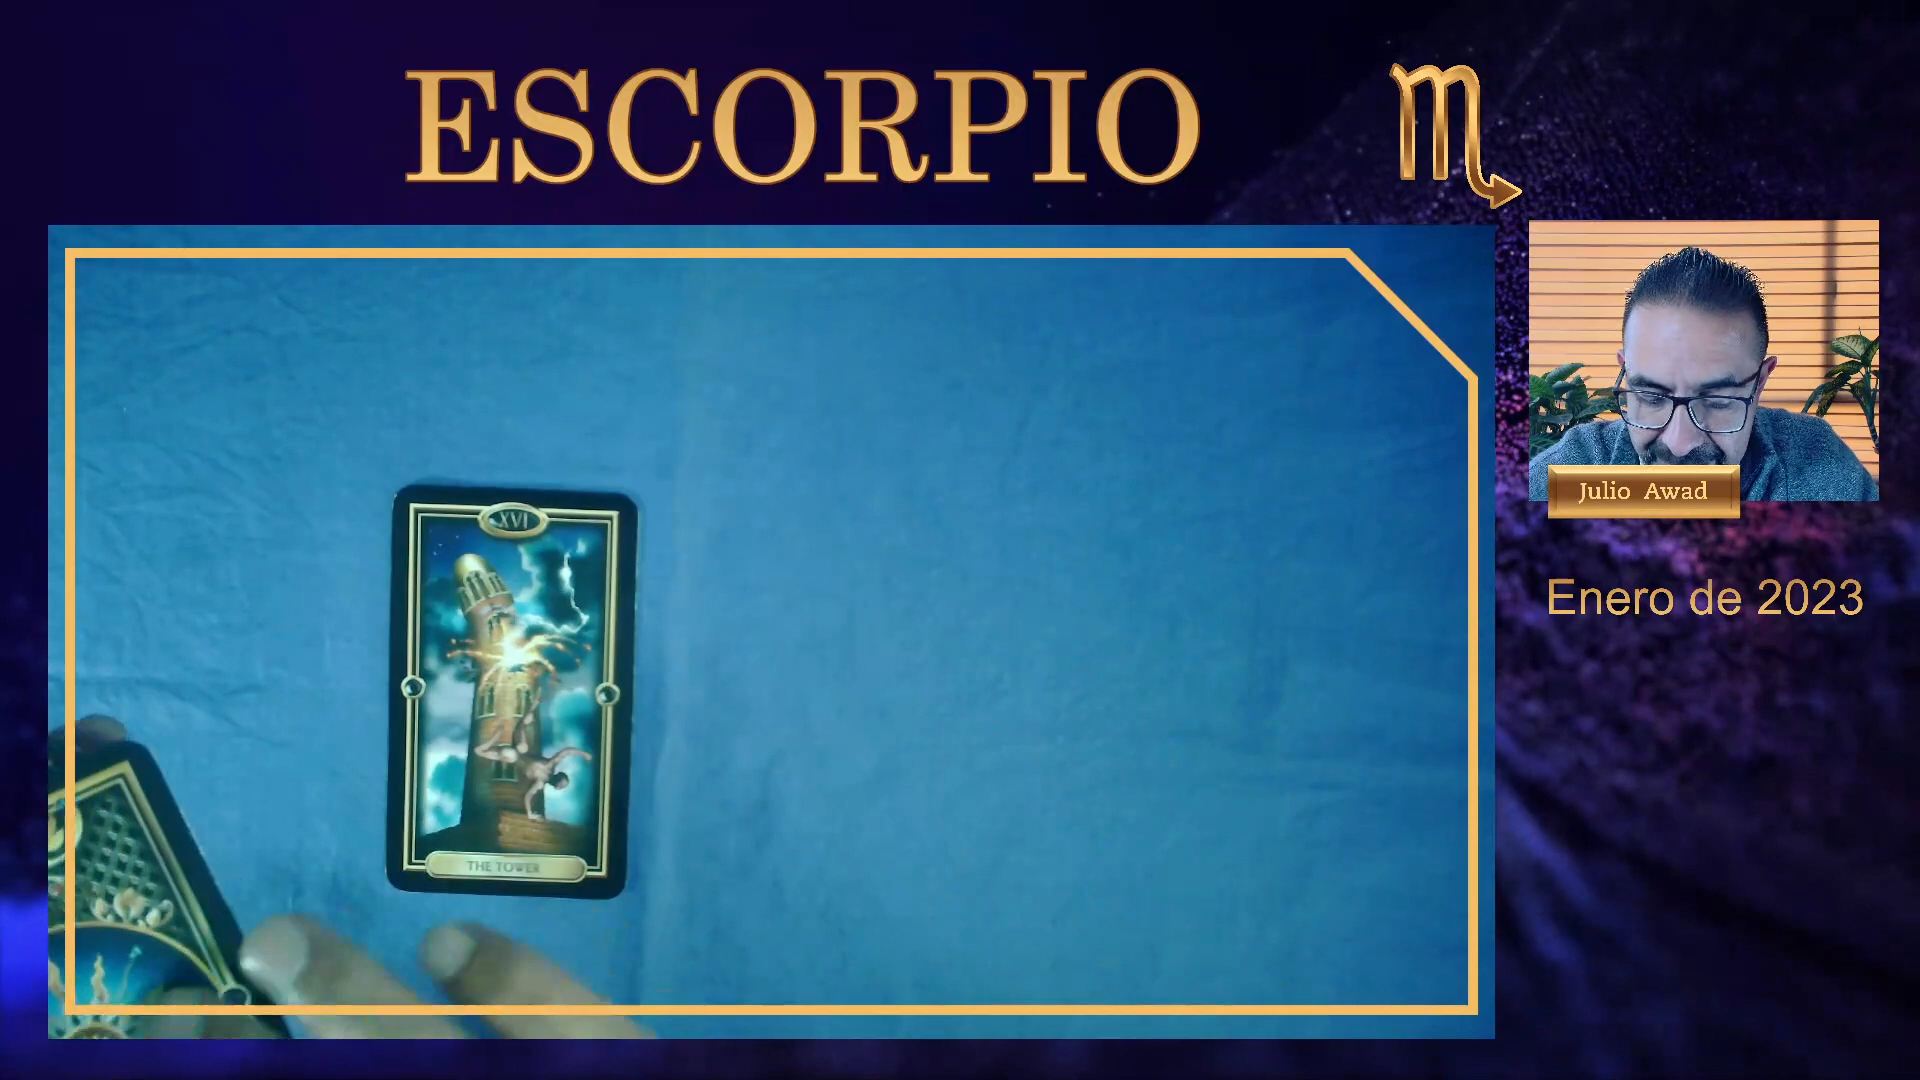 ESCORPIO
Julio Awad
Enero de 2023
XVI
THE TOWER